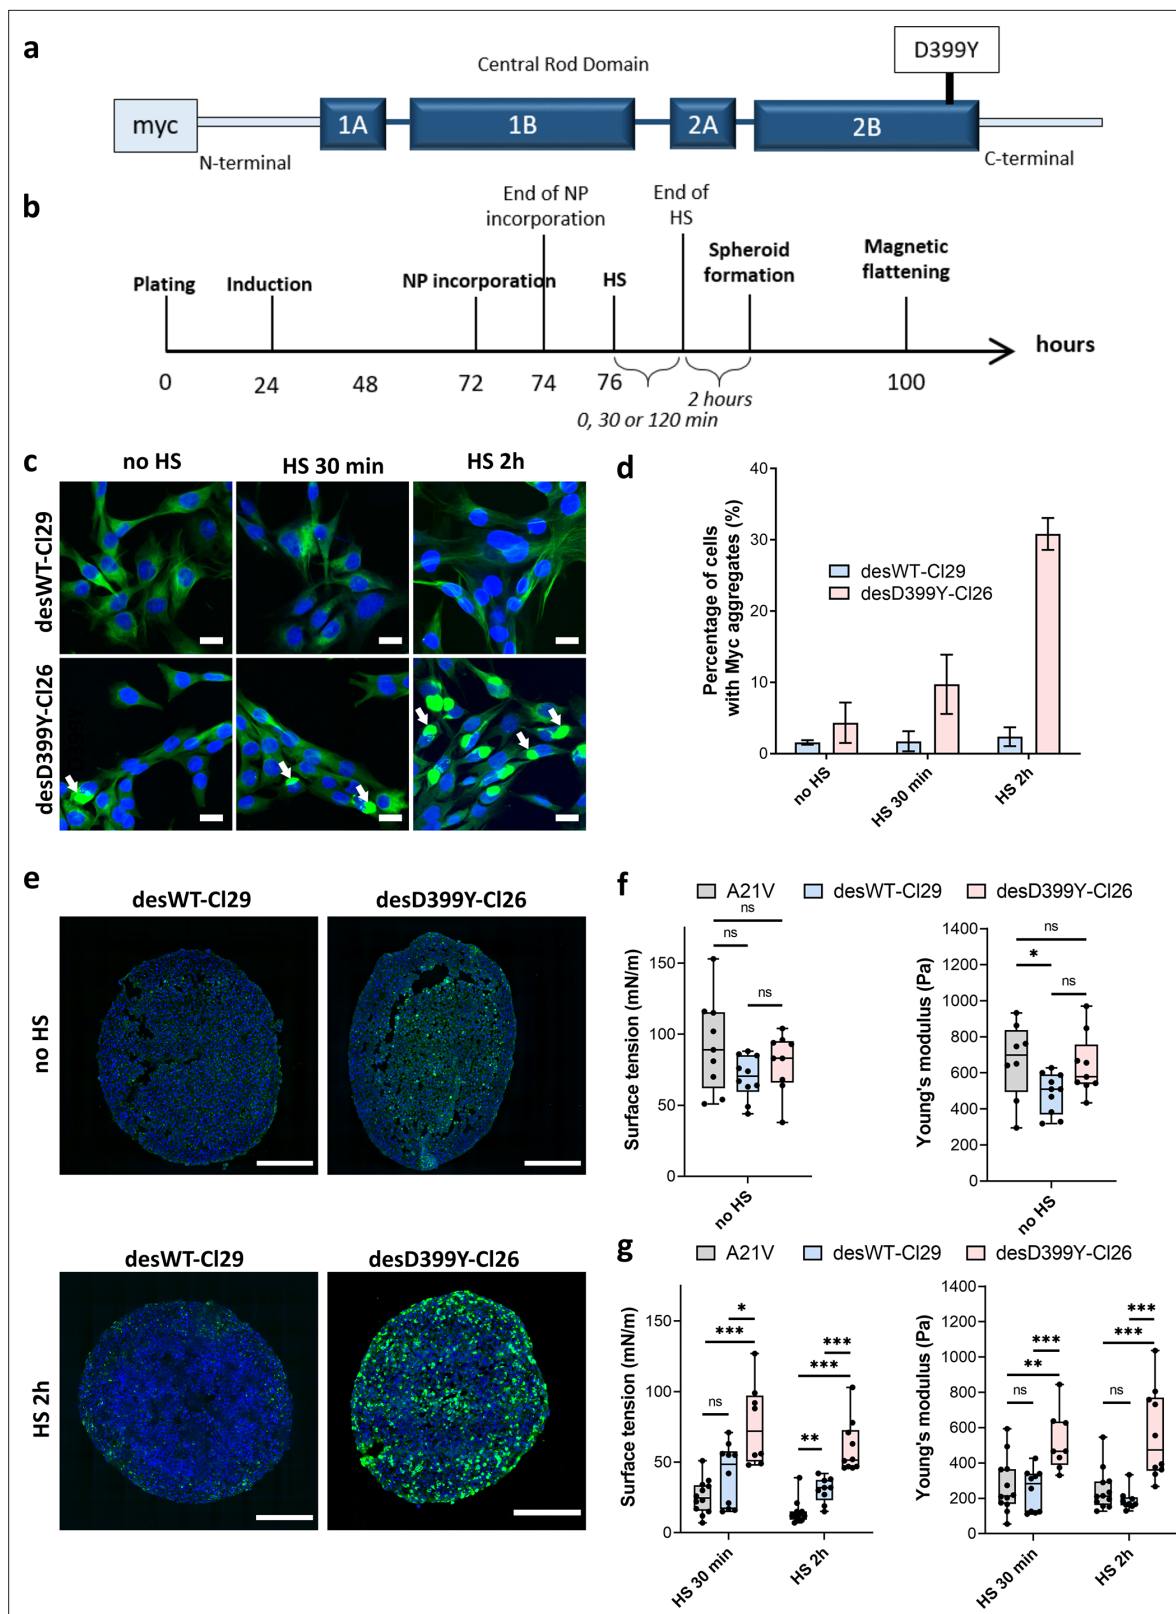 a
D399Y
Central Rod Domain
myc
1A
1B
2A
2B
N-terminal
C-terminal
b
End of NP
incorporation
End of
HS
Plating
Induction
NP incorporation
HS
Spheroid
formation
Magnetic
flattening
hours
0
24
48
72
74
76
100
2 hours
0, 30 or 120 min
c
no HS
HS 30 min
HS 2h
desWT-Cl29
desD399Y-Cl26
d
Percentage of cells
with Myc aggregates (%)
40
30
20
10
0
desWT-Cl29
desD399Y-Cl26
no HS
HS 30 min
HS 2h
e
desWT-Cl29
desD399Y-Cl26
no HS
desWT-Cl29
desD399Y-Cl26
HS 2h
f
A21V
desWT-Cl29
desD399Y-Cl26
Surface tension (mN/m)
150
100
50
0
ns
ns
ns
no HS
Young's modulus (Pa)
1400
1200
1000
800
600
400
200
0
ns
*
ns
no HS
g
A21V
desWT-Cl29
desD399Y-Cl26
Surface tension (mN/m)
150
100
50
0
*
***
ns
***
***
**
HS 30 min
HS 2h
Young's modulus (Pa)
1400
1200
1000
800
600
400
200
0
***
**
ns
***
***
ns
HS 30 min
HS 2h